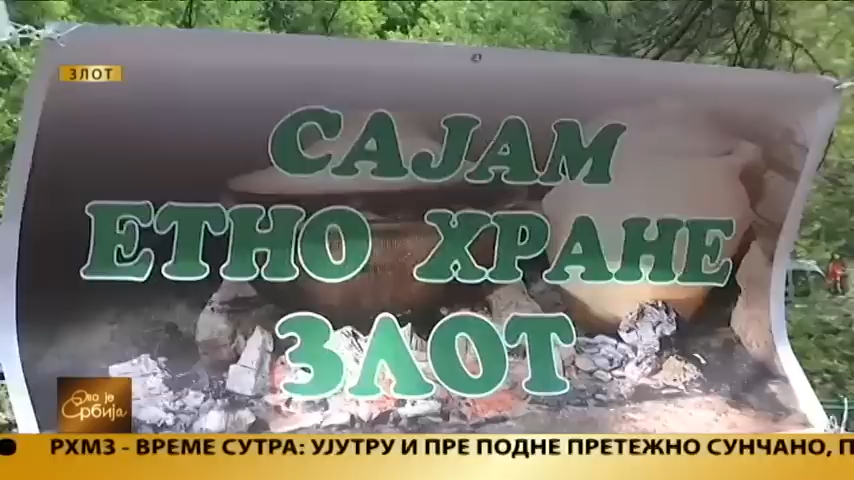 ЗЛОТ
САЈАМ
ЕТНО ХРАНЕ
ЗЛОТ
Ово је
Србија
РХМЗ - ВРЕМЕ СУТРА: УЈУТРУ И ПРЕ ПОДНЕ ПРЕТЕЖНО СУНЧАНО,